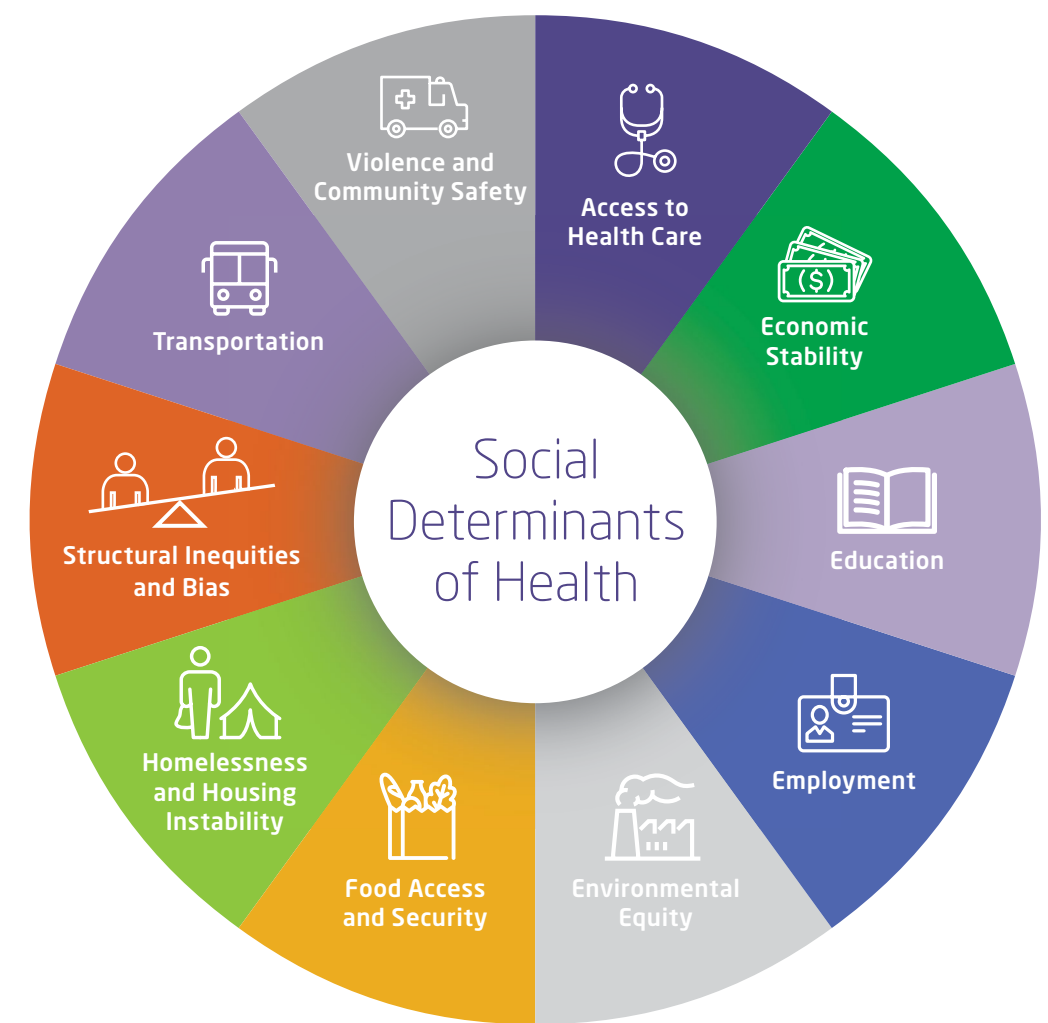 Social
Determinants
of Health
Access to
Health Care
($)
Economic
Stability
Education
Employment
Environmental
Equity
Food Access
and Security
Homelessness
and Housing
Instability
Structural Inequities
and Bias
Transportation
Violence and
Community Safety